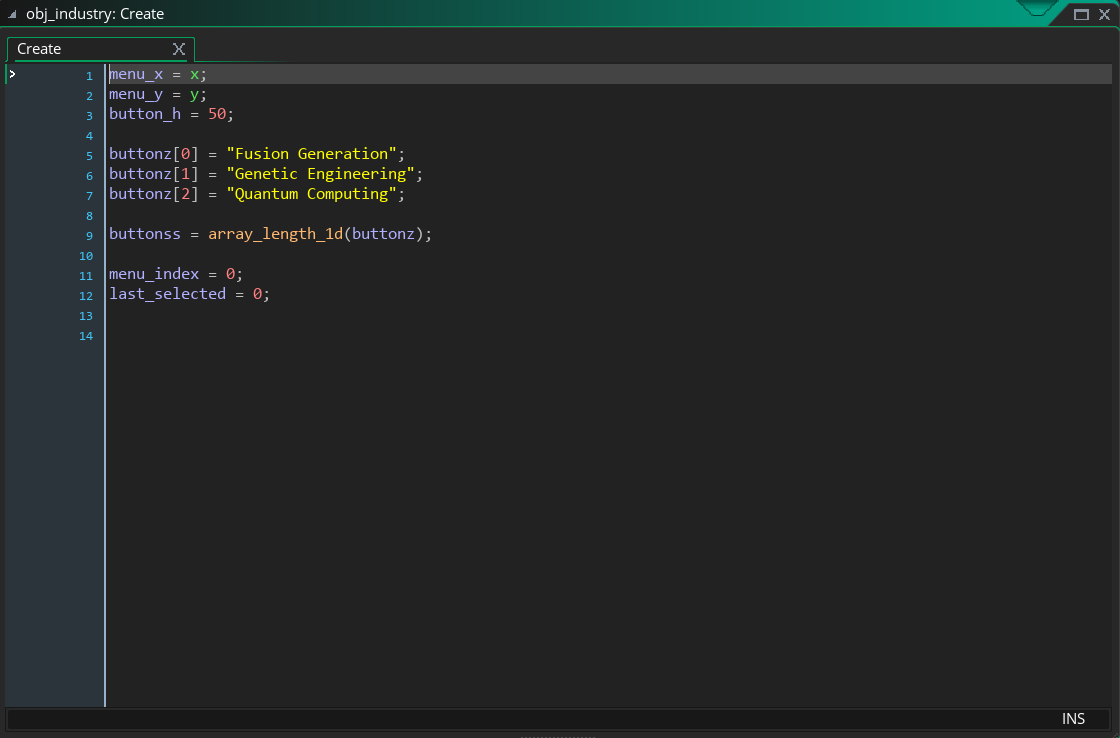 obj_industry: Create
Create
1 menu_x = x;
2 menu_y = y;
3 button_h = 50;
4
5 buttonz[0] = "Fusion Generation";
6 buttonz[1] = "Genetic Engineering";
7 buttonz[2] = "Quantum Computing";
8
9 buttonss = array_length_1d(buttonz);
10
11 menu_index = 0;
12 last_selected = 0;
13
14
INS